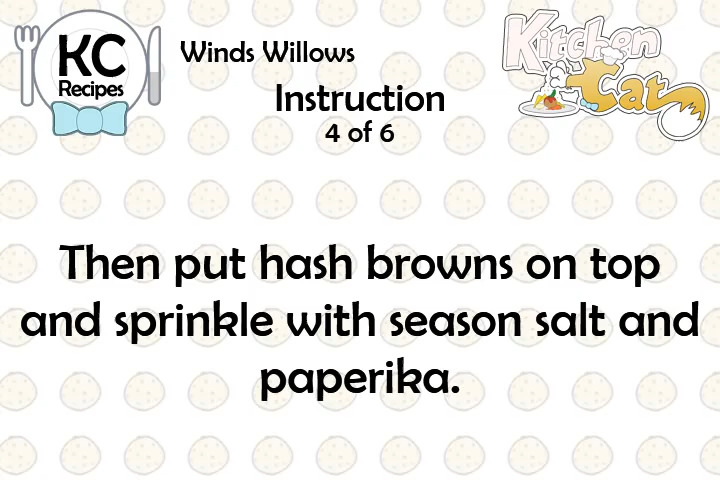 KC
Recipes
Winds Willows
Kitchen
Cat
Instruction
4 of 6
Then put hash browns on top
and sprinkle with season salt and
paperika.